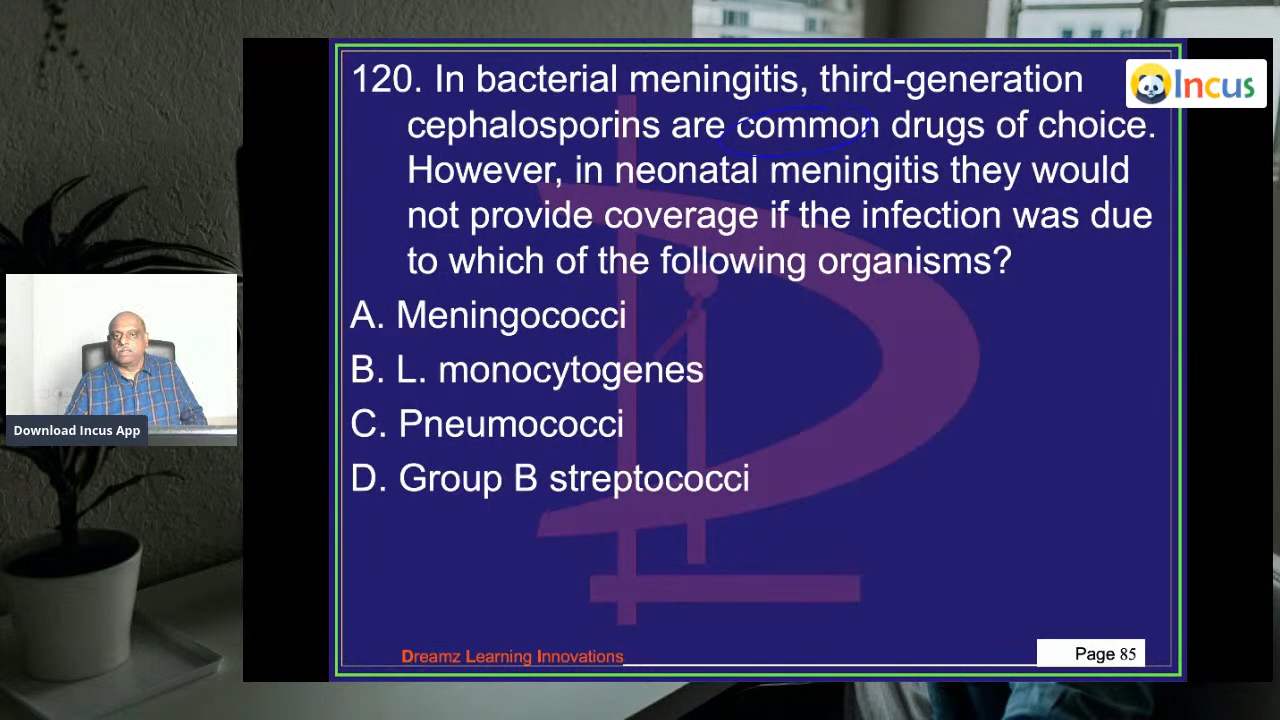 120. In bacterial meningitis, third-generation
cephalosporins are common drugs of choice.
However, in neonatal meningitis they would
not provide coverage if the infection was due
to which of the following organisms?
A. Meningococci
B. L. monocytogenes
C. Pneumococci
D. Group B streptococci
Incus
Download Incus App
Dreamz Learning Innovations
Page 85